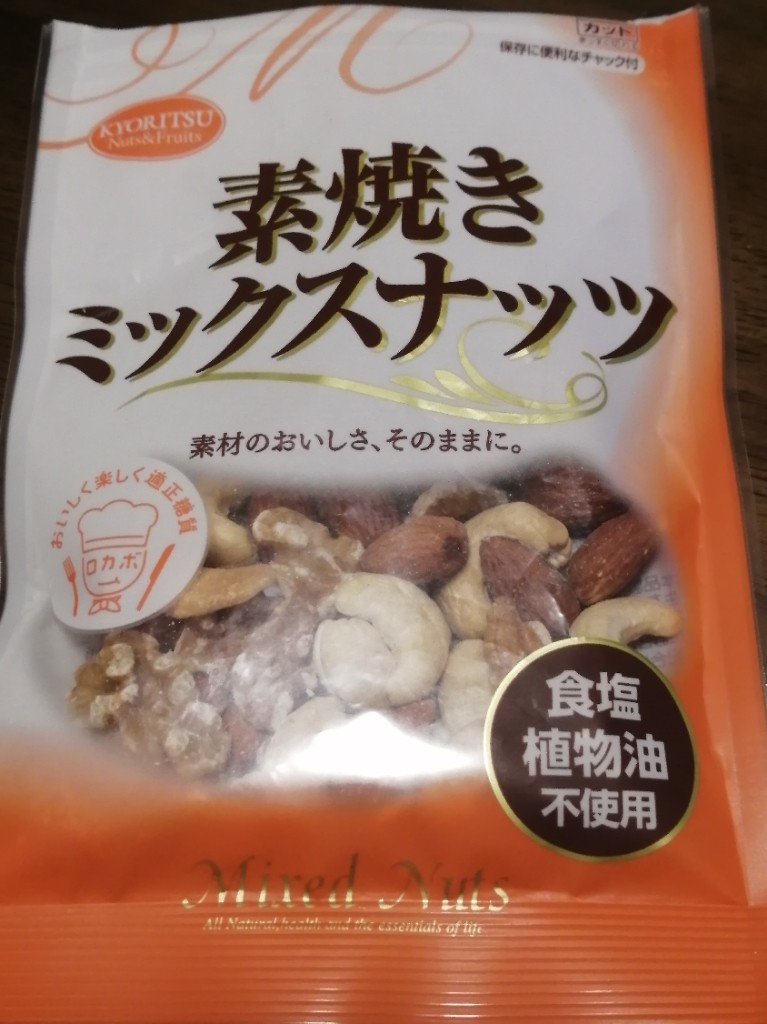 カット
保存に便利なチャック付
KYORITSU
Nuts&Fruits
素焼き
ミックスナッツ
素材のおいしさ、そのままに。
おいしく楽しく適正糖質
ロカボ
食塩
植物油
不使用
Mixed Nuts
All Natural,health and the essentials of life.